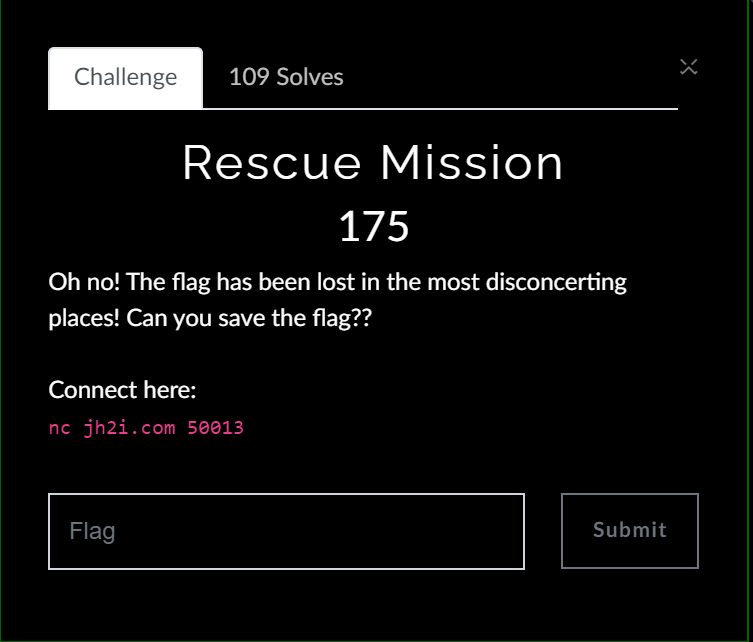 Challenge
109 Solves
Rescue Mission
175
Oh no! The flag has been lost in the most disconcerting
places! Can you save the flag??
Connect here:
nc jh2i.com 50013
Flag
Submit